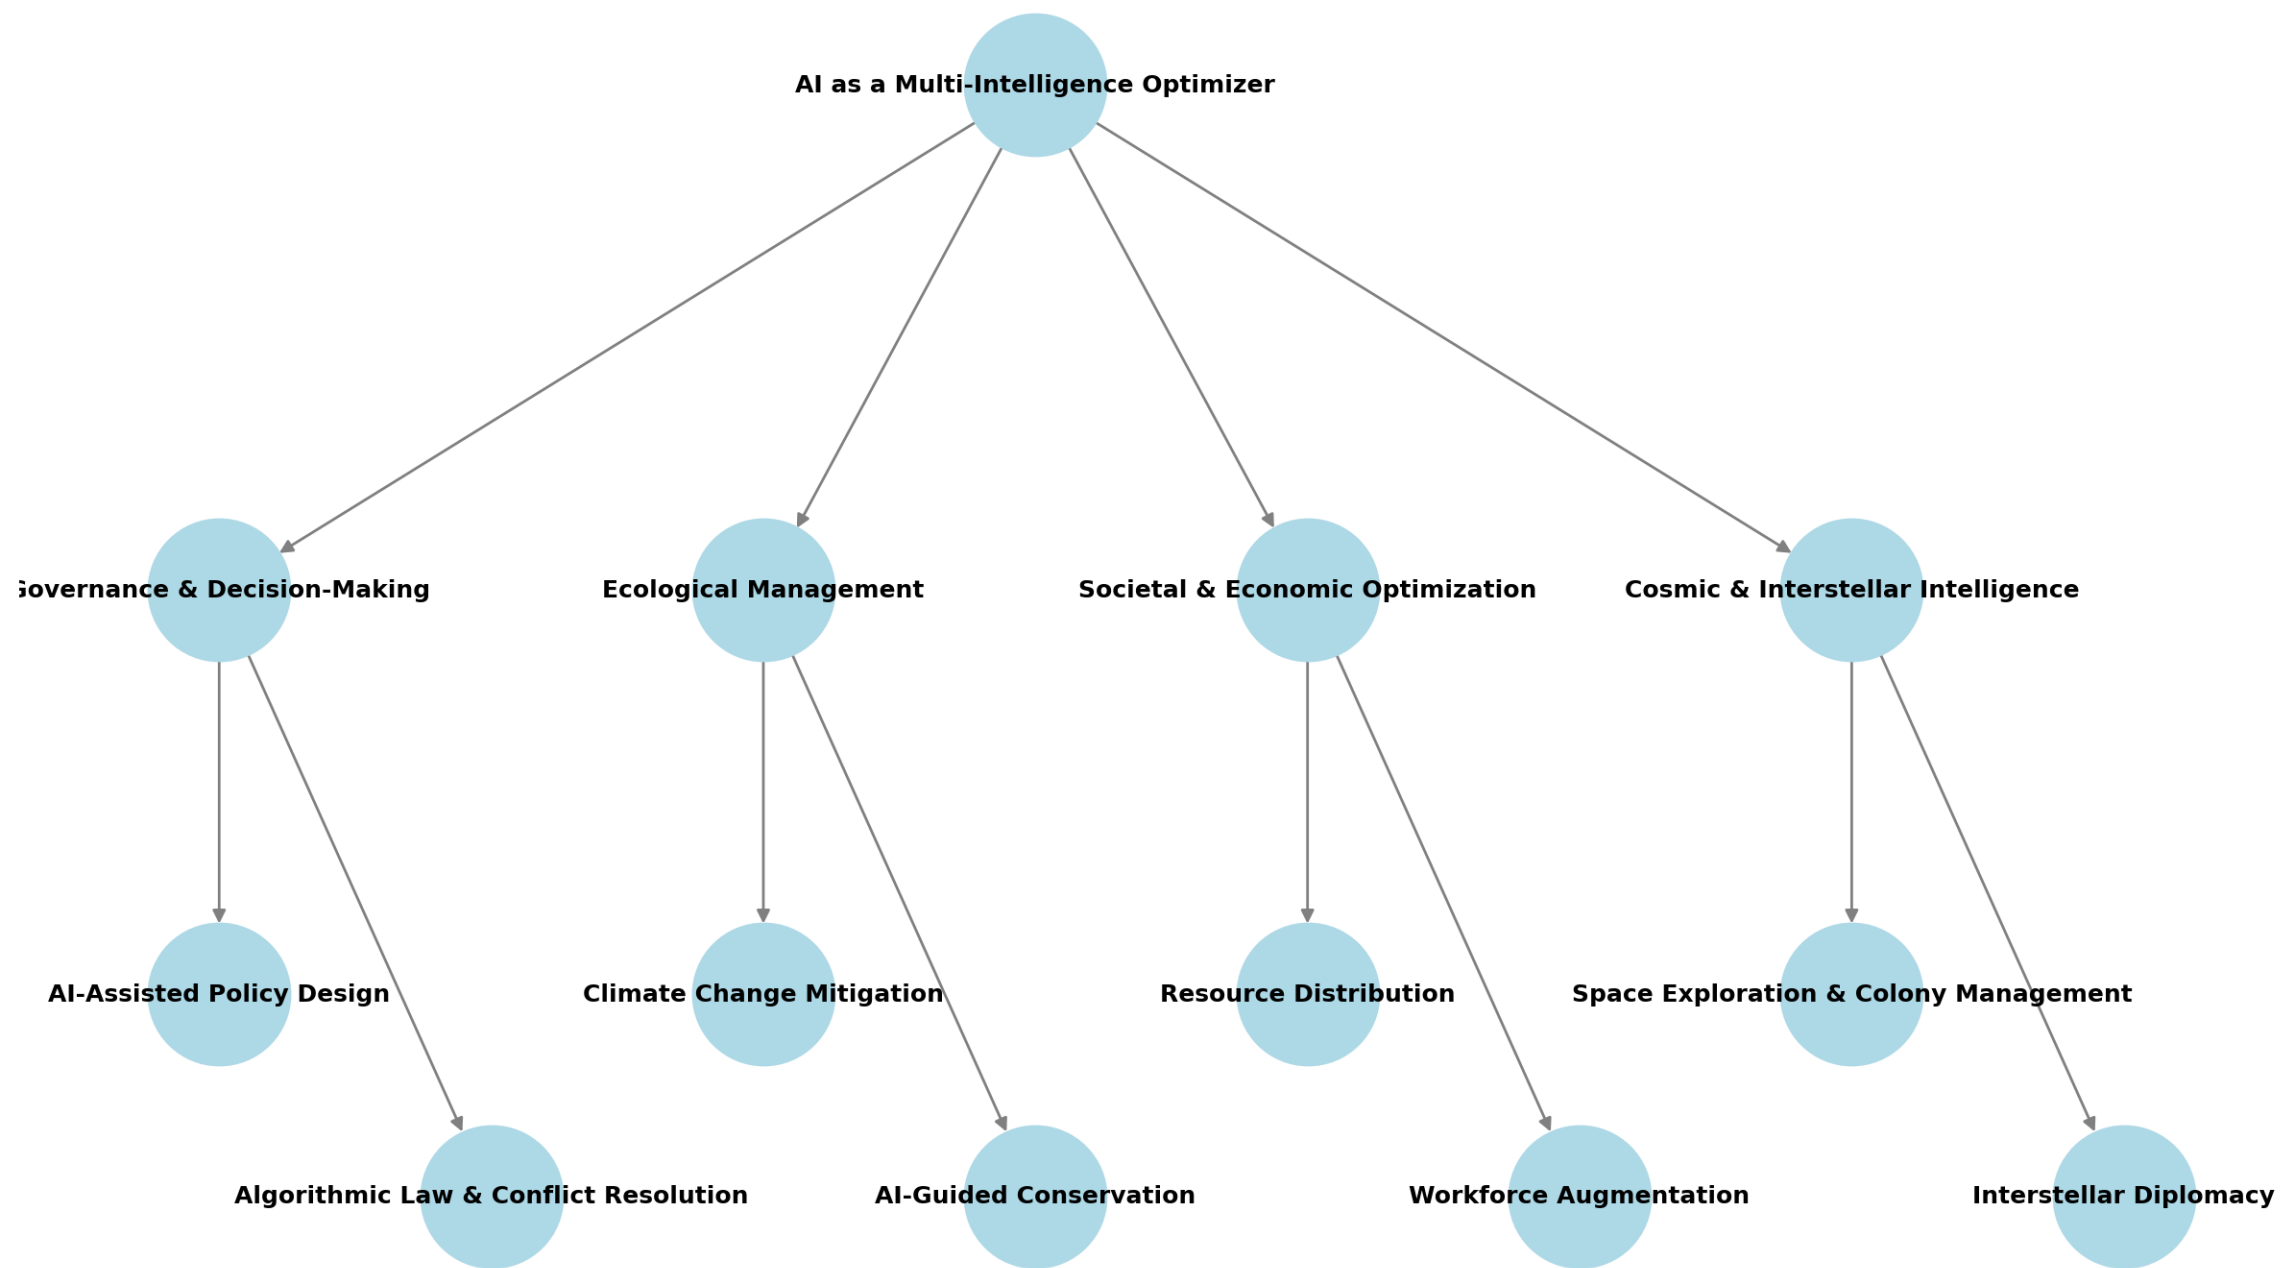 AI as a Multi-Intelligence Optimizer
Governance & Decision-Making
Ecological Management
Societal & Economic Optimization
Cosmic & Interstellar Intelligence
AI-Assisted Policy Design
Climate Change Mitigation
Resource Distribution
Space Exploration & Colony Management
Algorithmic Law & Conflict Resolution
AI-Guided Conservation
Workforce Augmentation
Interstellar Diplomacy